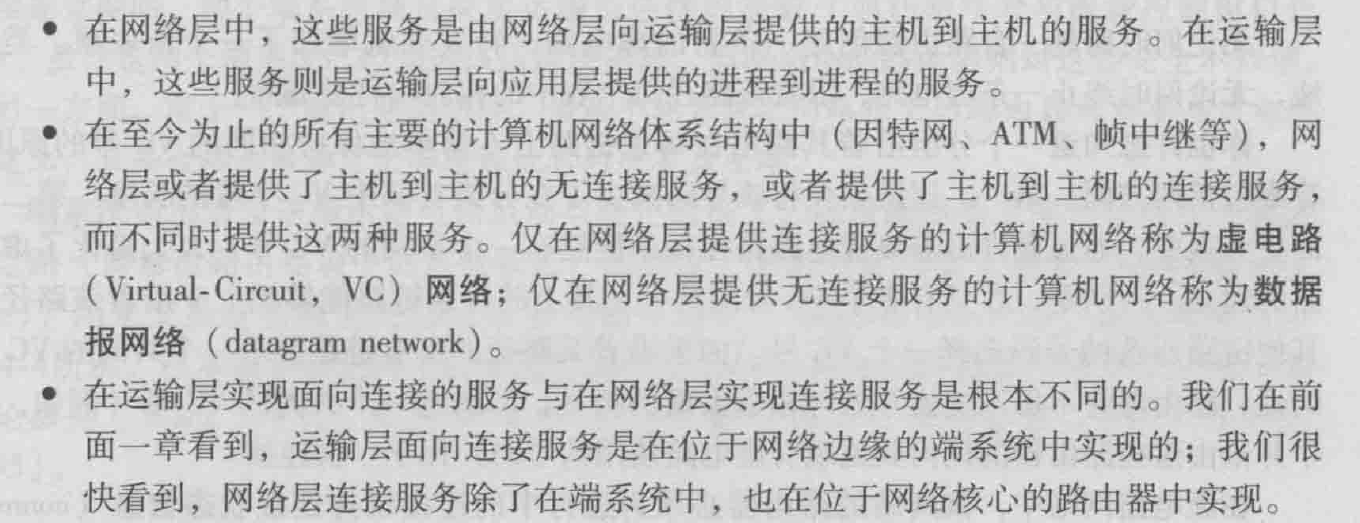 • 在网络层中，这些服务是由网络层向运输层提供的主机到主机的服务。在运输层
中，这些服务则是运输层向应用层提供的进程到进程的服务。
• 在至今为止的所有主要的计算机网络体系结构中（因特网、ATM、帧中继等），网
络层或者提供了主机到主机的无连接服务，或者提供了主机到主机的连接服务，
而不同时提供这两种服务。仅在网络层提供连接服务的计算机网络称为虚电路
（Virtual-Circuit，VC）网络；仅在网络层提供无连接服务的计算机网络称为数据
报网络（datagram network）。
• 在运输层实现面向连接的服务与在网络层实现连接服务是根本不同的。我们在前
面一章看到，运输层面向连接服务是在位于网络边缘的端系统中实现的；我们很
快看到，网络层连接服务除了在端系统中，也在位于网络核心的路由器中实现。